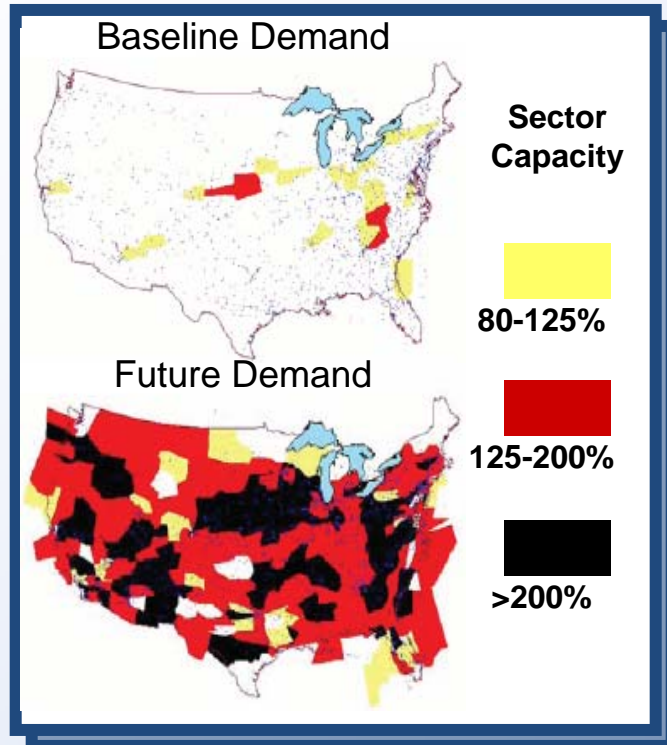 Baseline Demand
Sector
Capacity
80-125%
Future Demand
125-200%
>200%